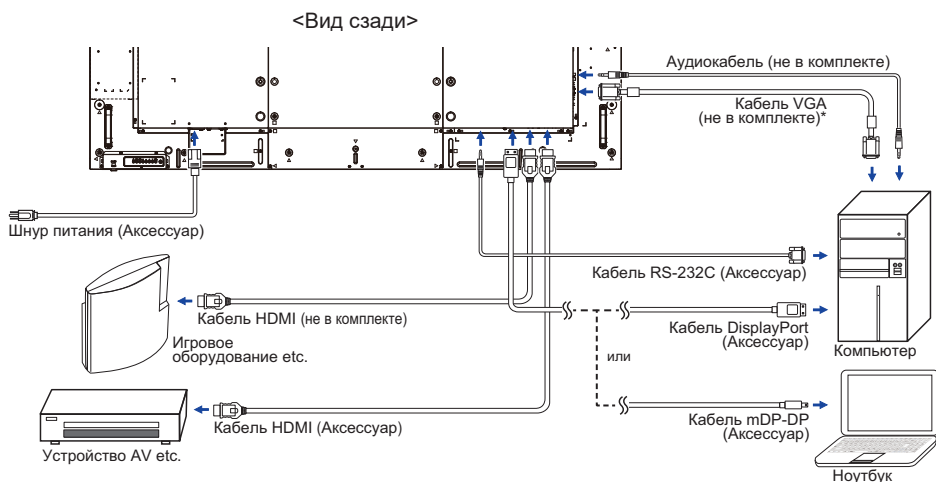 <Вид сзади>
Аудиокабель (не в комплекте)
Кабель VGA
(не в комплекте)*
Шнур питания (Аксессуар)
Кабель RS-232C (Аксессуар)
Кабель HDMI (не в комплекте)
Игровое
оборудование etc.
Кабель DisplayPort
(Аксессуар)
Компьютер
или
Кабель HDMI (Аксессуар)
Кабель mDP-DP
(Аксессуар)
Устройство AV etc.
Ноутбук